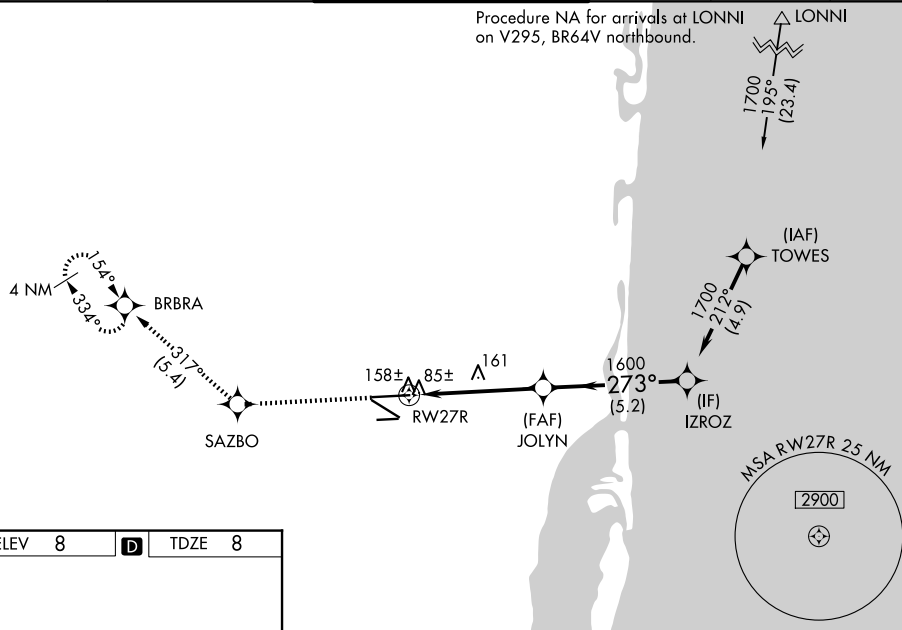 Procedure NA for arrivals at LONNI
on V295, BR64V northbound.
LONNI
1700
195°
(23.4)
(IAF)
TOWES
1700
212°
(4.9)
4 NM
154°
334°
BRBRA
317°
(5.4)
SAZBO
158±
85±
161
RW27R
(FAF)
JOLYN
1600
273°
(5.2)
(IF)
IZROZ
MSA RW27R 25 NM
2900
ELEV 8 D TDZE 8